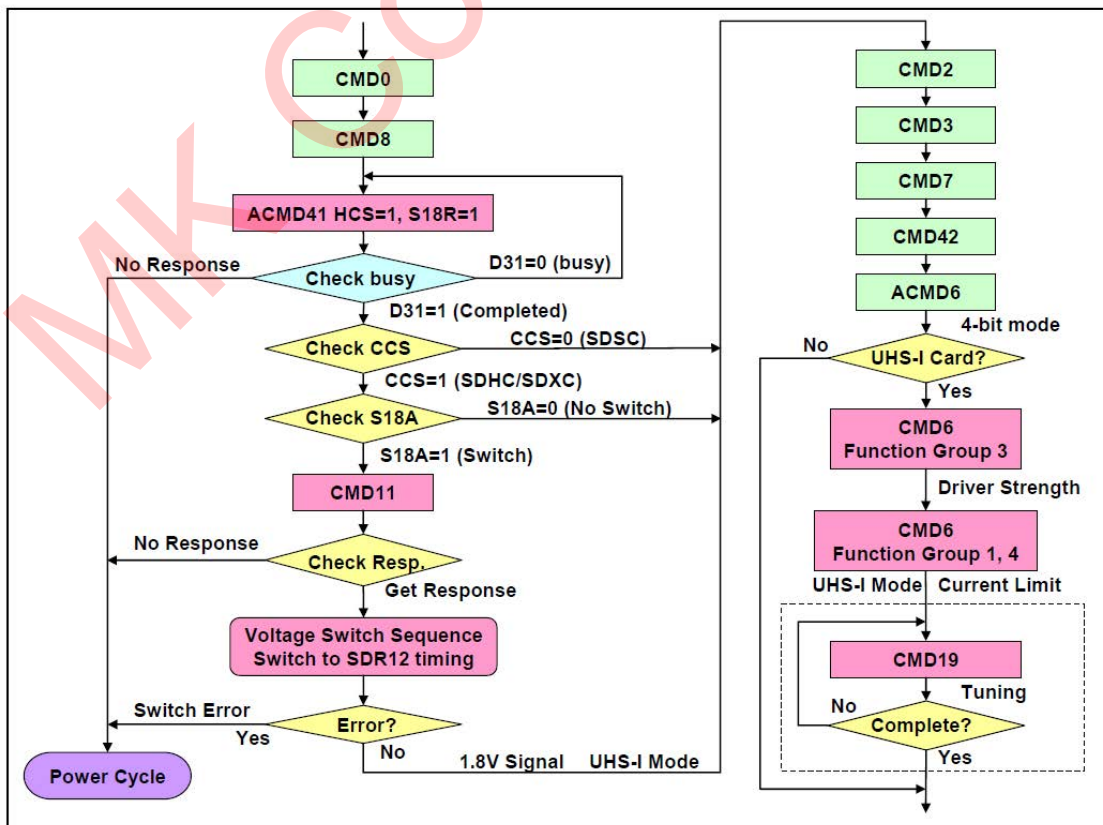 CMD0
CMD8
ACMD41 HCS=1, S18R=1
No Response
D31=0 (busy)
Check busy
D31=1 (Completed)
Check CCS
CCS=0 (SDSC)
CCS=1 (SDHC/SDXC)
Check S18A
S18A=0 (No Switch)
S18A=1 (Switch)
CMD11
No Response
Check Resp.
Get Response
Voltage Switch Sequence
Switch to SDR12 timing
Switch Error
Error?
Yes
No
Power Cycle
1.8V Signal UHS-I Mode
CMD2
CMD3
CMD7
CMD42
ACMD6
4-bit mode
No
UHS-I Card?
Yes
CMD6
Function Group 3
Driver Strength
CMD6
Function Group 1, 4
UHS-I Mode Current Limit
CMD19
Tuning
No
Complete?
Yes
MK Co